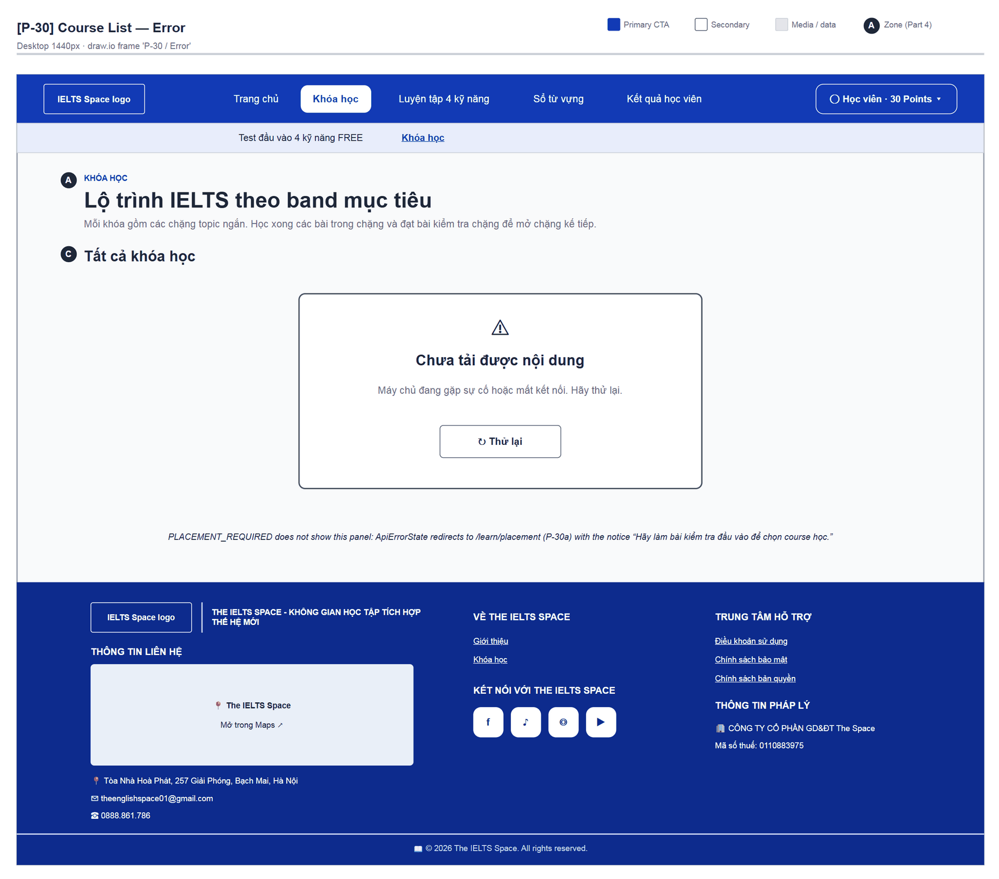 [P-30] Course List — Error
Desktop 1440px · draw.io frame 'P-30 / Error'
Primary CTA
Secondary
Media / data
A Zone (Part 4)
IELTS Space logo
Trang chủ
Khóa học
Luyện tập 4 kỹ năng
Sổ từ vựng
Kết quả học viên
Học viên · 30 Points ▾
Test đầu vào 4 kỹ năng FREE
Khóa học
A
KHÓA HỌC
Lộ trình IELTS theo band mục tiêu
Mỗi khóa gồm các chặng topic ngắn. Học xong các bài trong chặng và đạt bài kiểm tra chặng để mở chặng kế tiếp.
C
Tất cả khóa học
Chưa tải được nội dung
Máy chủ đang gặp sự cố hoặc mất kết nối. Hãy thử lại.
↻ Thử lại
PLACEMENT_REQUIRED does not show this panel: ApiErrorState redirects to /learn/placement (P-30a) with the notice “Hãy làm bài kiểm tra đầu vào để chọn course học.”
IELTS Space logo
THE IELTS SPACE - KHÔNG GIAN HỌC TẬP TÍCH HỢP
THẾ HỆ MỚI
THÔNG TIN LIÊN HỆ
📍 The IELTS Space
Mở trong Maps ↗
📍 Tòa Nhà Hoà Phát, 257 Giải Phóng, Bạch Mai, Hà Nội
✉ theenglishspace01@gmail.com
☎ 0888.861.786
VỀ THE IELTS SPACE
Giới thiệu
Khóa học
KẾT NỐI VỚI THE IELTS SPACE
f
♪
◎
▶
TRUNG TÂM HỖ TRỢ
Điều khoản sử dụng
Chính sách bảo mật
Chính sách bản quyền
THÔNG TIN PHÁP LÝ
🏢 CÔNG TY CỔ PHẦN GD&ĐT The Space
Mã số thuế: 0110883975
📖 © 2026 The IELTS Space. All rights reserved.